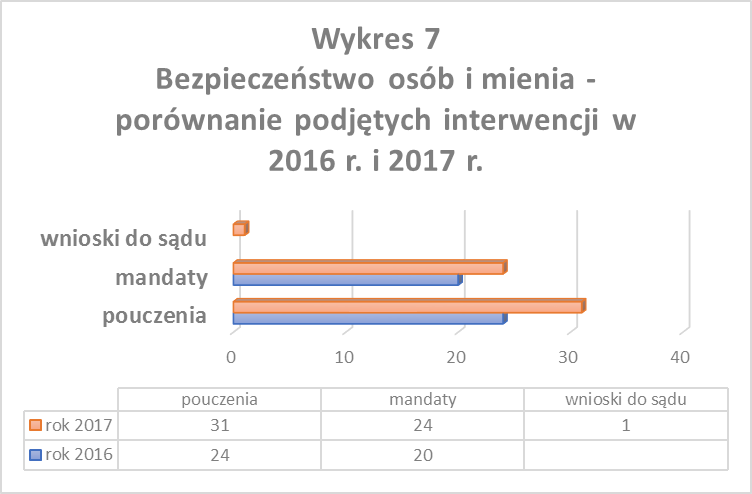 Wykres 7
Bezpieczeństwo osób i mienia -
porównanie podjętych interwencji w
2016 r. i 2017 r.
wnioski do sądu
mandaty
pouczenia
0 10 20 30 40
pouczenia mandaty wnioski do sądu
rok 2017 31 24 1
rok 2016 24 20